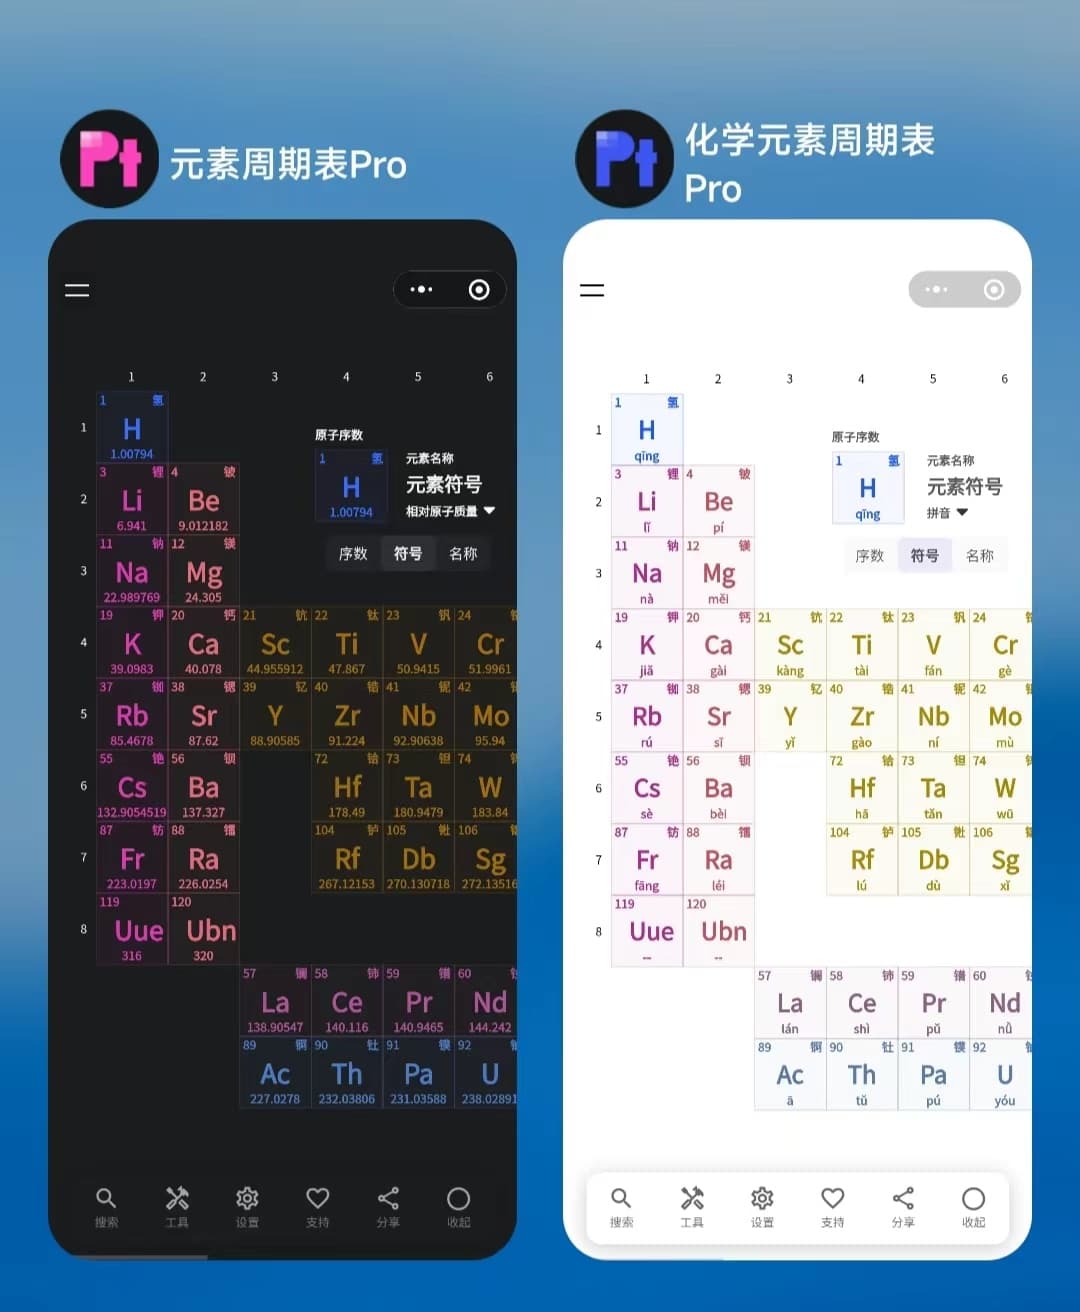 Pt
元素周期表Pro
1 2 3 4 5 6
1
1 氢
H
1.00794
原子序数
1 氢
H
1.00794
元素名称
元素符号
相对原子质量
序数 符号 名称
2
3 锂 4 铍
Li Be
6.941 9.012182
3
11 钠 12 镁
Na Mg
22.989769 24.305
4
19 钾 20 钙 21 钪 22 钛 23 钒 24
K Ca Sc Ti V Cr
39.0983 40.078 44.955912 47.867 50.9415 51.9961
5
37 铷 38 锶 39 钇 40 锆 41 铌 42
Rb Sr Y Zr Nb Mo
85.4678 87.62 88.90585 91.224 92.90638 95.94
6
55 铯 56 钡 72 铪 73 钽 74
Cs Ba Hf Ta W
132.9054519 137.327 178.49 180.9479 183.84
7
87 钫 88 镭 104 𬬻 105 𬭊 106
Fr Ra Rf Db Sg
223.0197 226.0254 267.12153 270.130718 272.13516
8
119 120
Uue Ubn
316 320
57 镧 58 铈 59 镨 60
La Ce Pr Nd
138.90547 140.116 140.9465 144.242
89 锕 90 钍 91 镤 92
Ac Th Pa U
227.0278 232.03806 231.03588 238.02891
搜索 工具 设置 支持 分享 收起
Pt
化学元素周期表
Pro
1 2 3 4 5 6
1
1 氢
H
qīng
原子序数
1 氢
H
qīng
元素名称
元素符号
拼音
序数 符号 名称
2
3 锂 4 铍
Li Be
lǐ pí
3
11 钠 12 镁
Na Mg
nà měi
4
19 钾 20 钙 21 钪 22 钛 23 钒 24
K Ca Sc Ti V Cr
jiǎ gài kàng tài fán gè
5
37 铷 38 锶 39 钇 40 锆 41 铌 42
Rb Sr Y Zr Nb Mo
rú sī yǐ gào ní mù
6
55 铯 56 钡 72 铪 73 钽 74
Cs Ba Hf Ta W
sè bèi hā tǎn wū
7
87 钫 88 镭 104 𬬻 105 𬭊 106
Fr Ra Rf Db Sg
fāng léi lú dù xǐ
8
119 120
Uue Ubn
-- --
57 镧 58 铈 59 镨 60
La Ce Pr Nd
lán shì pǔ nǚ
89 锕 90 钍 91 镤 92
Ac Th Pa U
ā tǔ pú yóu
搜索 工具 设置 支持 分享 收起